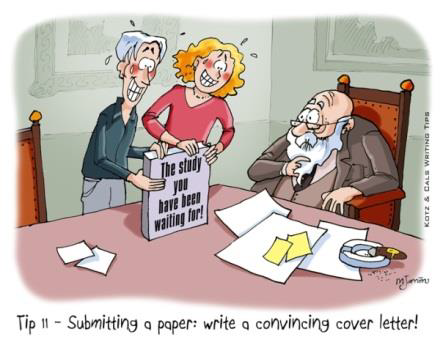 The study
you
have been
waiting for!
KOTZ & CALS WRITING TIPS
Tip 11 - Submitting a paper: write a convincing cover letter!